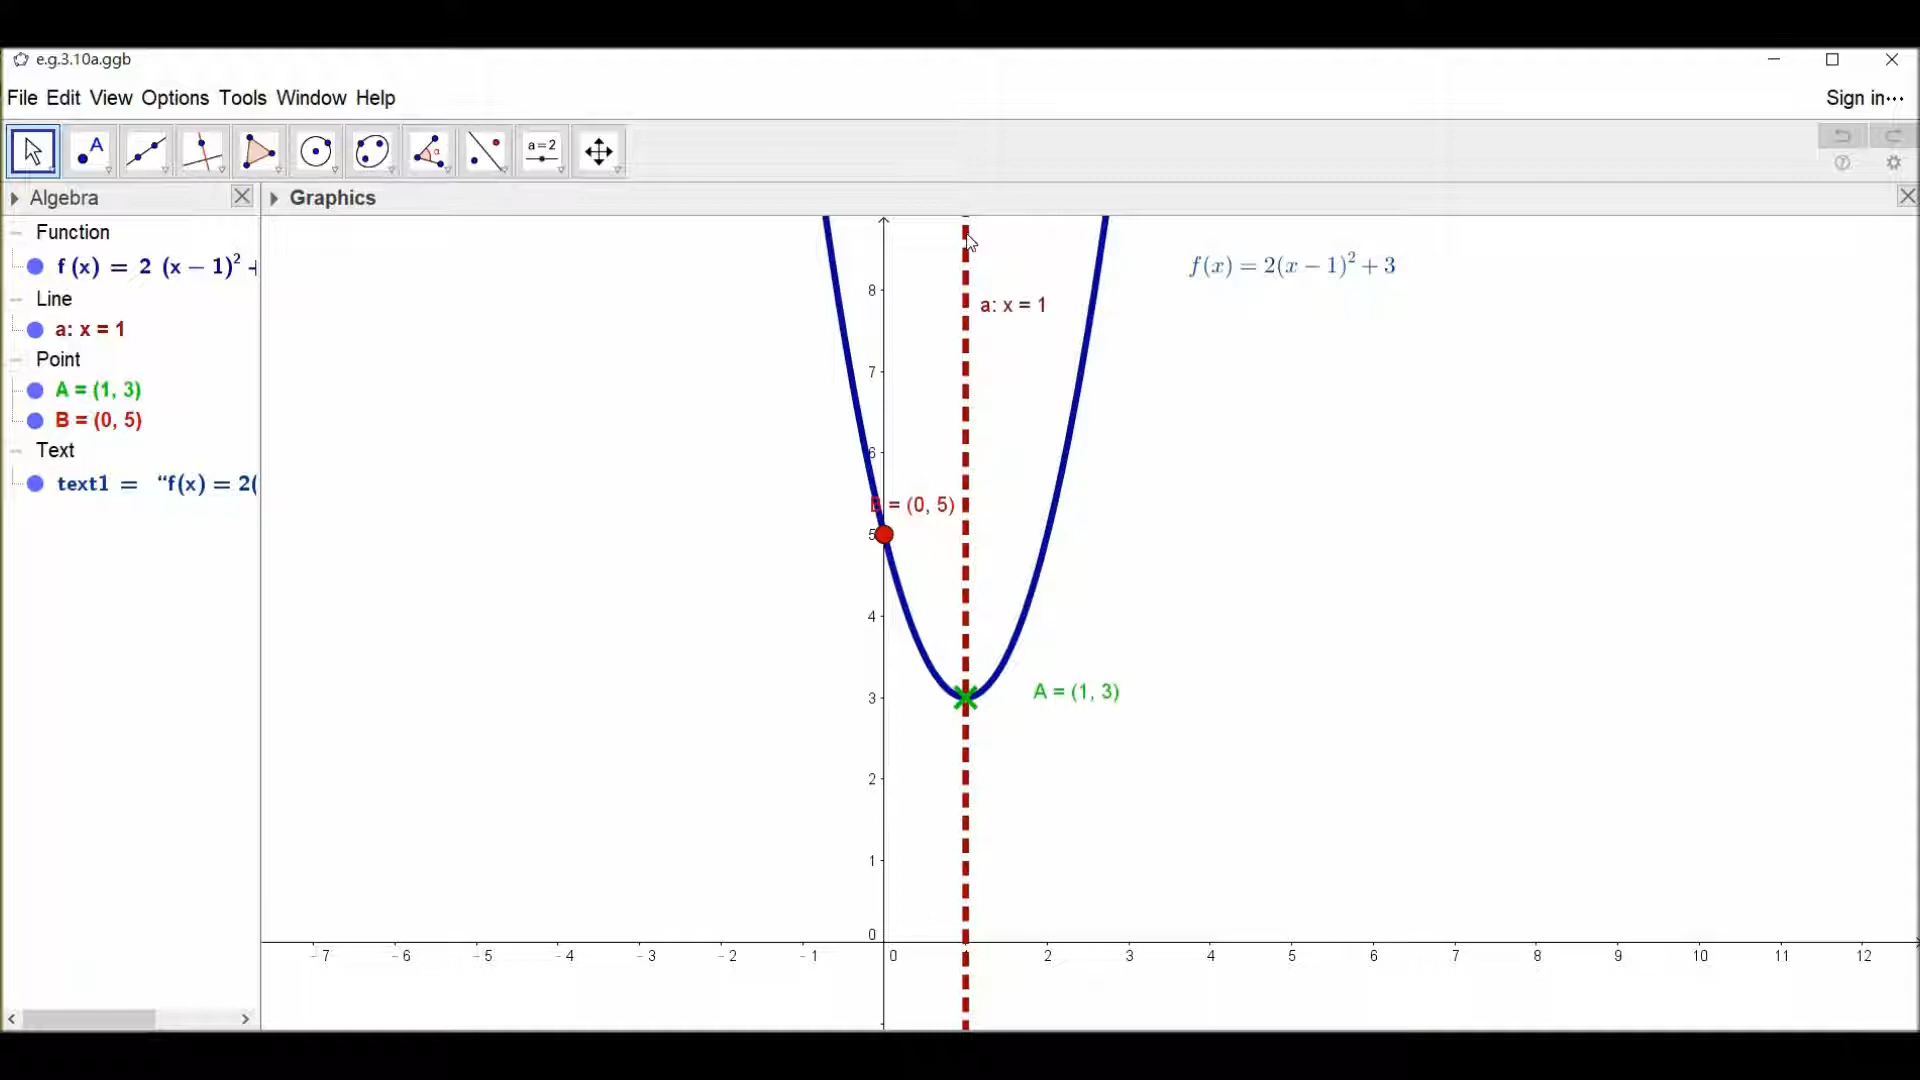 e.g.3.10a.ggb
File Edit View Options Tools Window Help
Sign in...
A
α
a=2
Algebra
Graphics
Function
f (x) = 2 (x − 1)² +
Line
a: x = 1
Point
A = (1, 3)
B = (0, 5)
Text
text1 = “f(x) = 2(
f(x) = 2(x − 1)² + 3
8
a: x = 1
7
6
B = (0, 5)
5
4
A = (1, 3)
3
2
1
0
−7 −6 −5 −4 −3 −2 −1 0 2 3 4 5 6 7 8 9 10 11 12